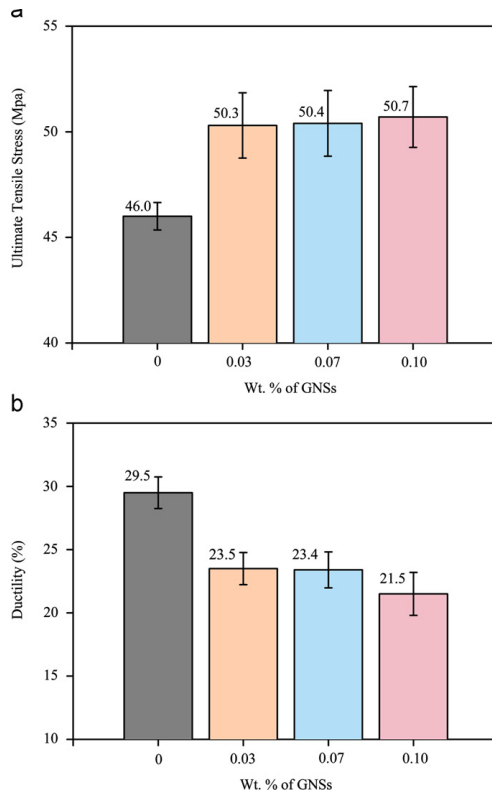 a
55
50
45
40
Ultimate Tensile Stress (Mpa)
46.0
50.3
50.4
50.7
0 0.03 0.07 0.10
Wt. % of GNSs
b
35
30
25
20
15
10
Ductility (%)
29.5
23.5
23.4
21.5
0 0.03 0.07 0.10
Wt. % of GNSs